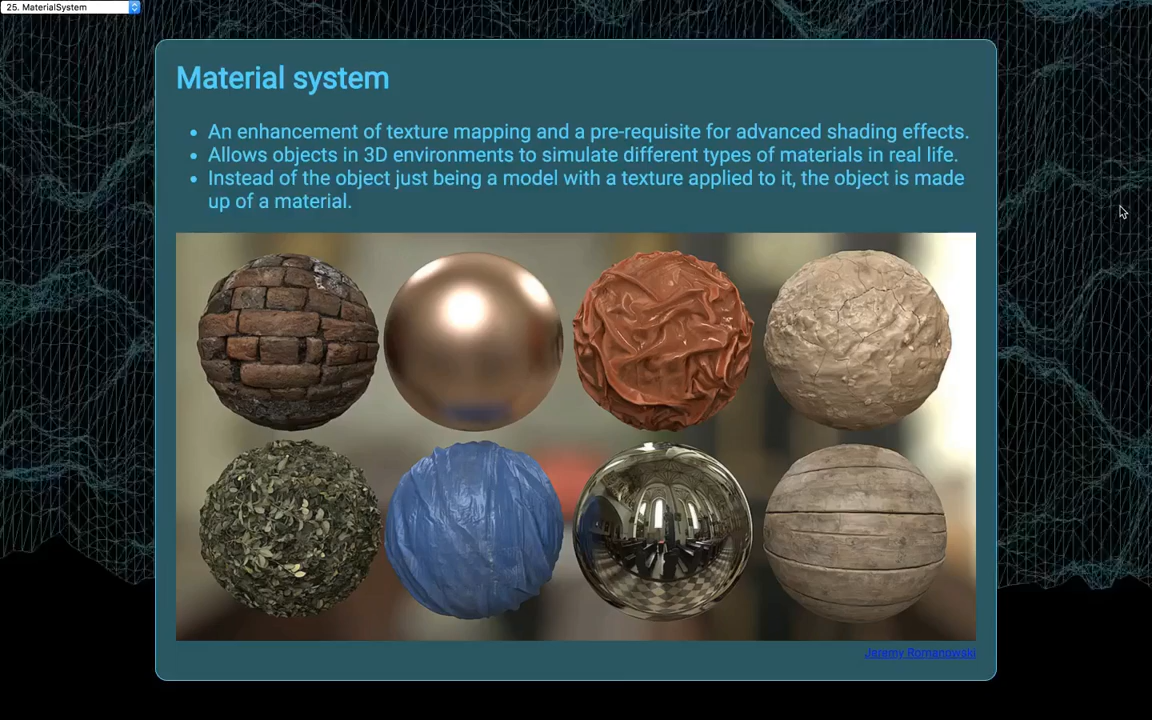 25. MaterialSystem
Material system
• An enhancement of texture mapping and a pre-requisite for advanced shading effects.
• Allows objects in 3D environments to simulate different types of materials in real life.
• Instead of the object just being a model with a texture applied to it, the object is made
up of a material.
Jeremy Romanowski